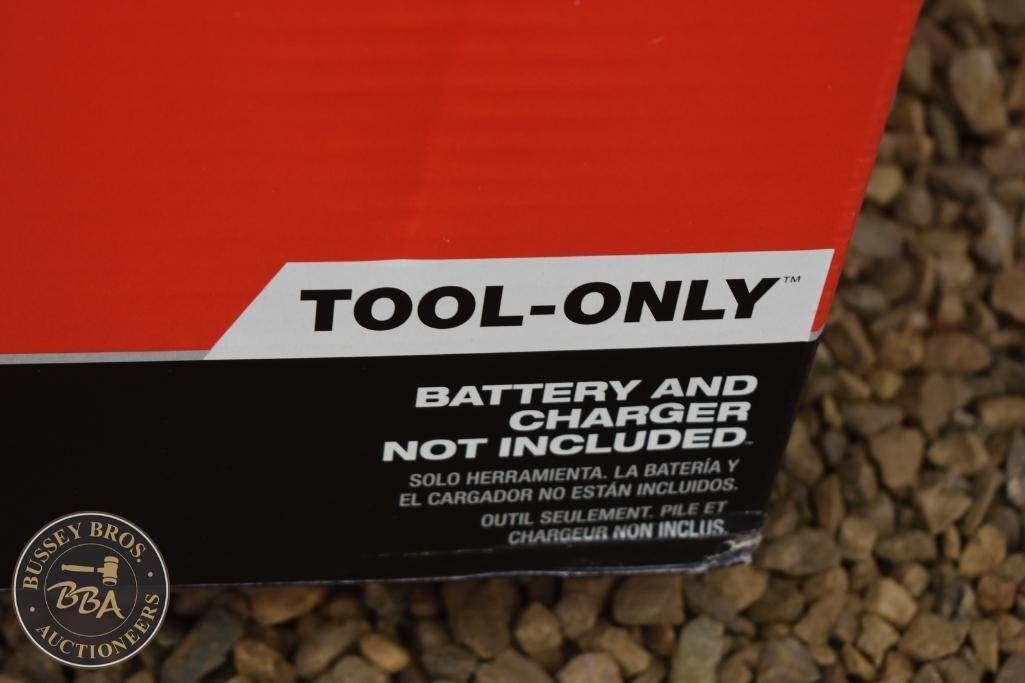 TOOL-ONLY™
BATTERY AND
CHARGER
NOT INCLUDED
SOLO HERRAMIENTA. LA BATERÍA Y
EL CARGADOR NO ESTÁN INCLUIDOS.
OUTIL SEULEMENT. PILE ET
CHARGEUR NON INCLUS.
BUSSEY BROS.
BBA
AUCTIONEERS